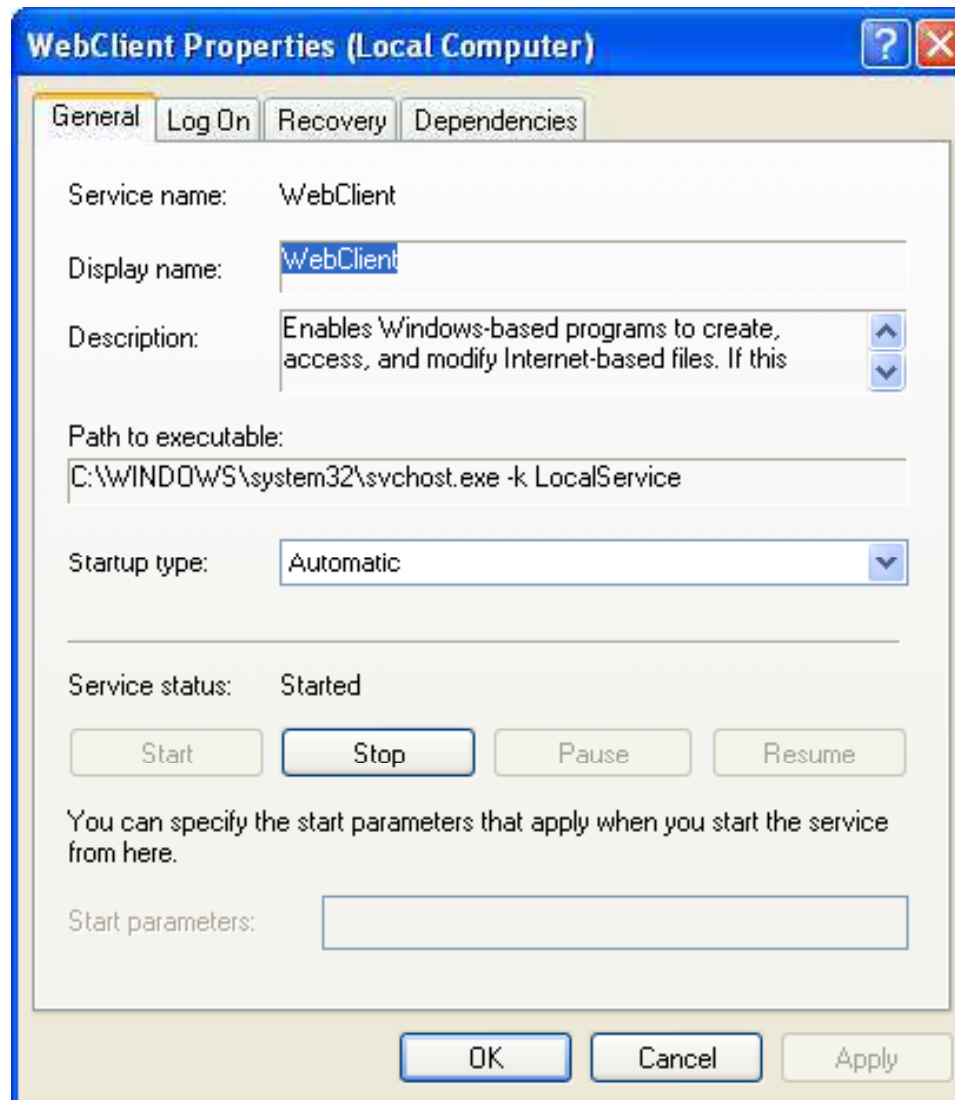 WebClient Properties (Local Computer)
General Log On Recovery Dependencies
Service name: WebClient
Display name: WebClient
Description: Enables Windows-based programs to create,
access, and modify Internet-based files. If this
Path to executable:
C:\WINDOWS\system32\svchost.exe -k LocalService
Startup type: Automatic
Service status: Started
Start Stop Pause Resume
You can specify the start parameters that apply when you start the service
from here.
Start parameters:
OK Cancel Apply